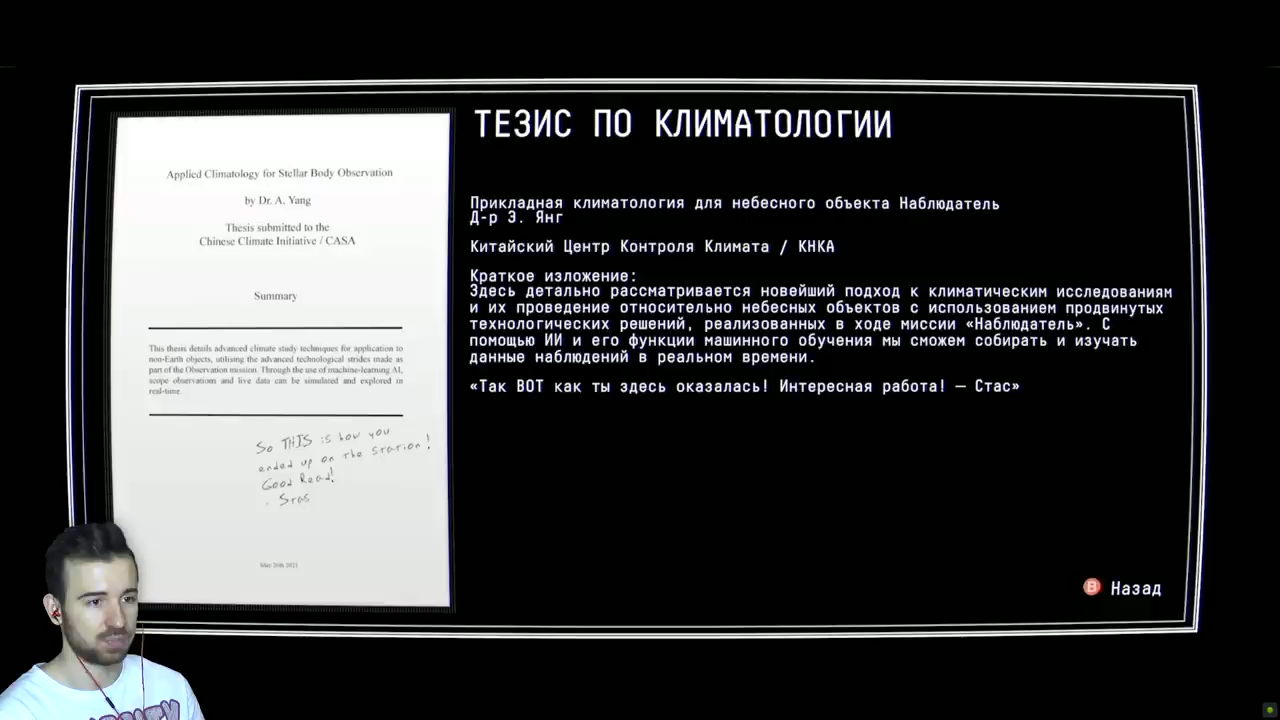 ТЕЗИС ПО КЛИМАТОЛОГИИ
Applied Climatology for Stellar Body Observation
by Dr. A. Yang
Thesis submitted to the
Chinese Climate Initiative / CASA
Summary
This thesis details advanced climate study techniques for application to
non-Earth objects, utilising the advanced technological strides made as
part of the Observation mission. Through the use of machine-learning AI,
scope observations and live data can be simulated and explored in
real-time.
So THIS is how you
ended up on the station!
Good Read!
- Stas
Mar 26th 2021
Прикладная климатология для небесного объекта Наблюдатель
Д-р Э. Янг
Китайский Центр Контроля Климата / КНКА
Краткое изложение:
Здесь детально рассматривается новейший подход к климатическим исследованиям
и их проведение относительно небесных объектов с использованием продвинутых
технологических решений, реализованных в ходе миссии «Наблюдатель». С
помощью ИИ и его функции машинного обучения мы сможем собирать и изучать
данные наблюдений в реальном времени.
«Так ВОТ как ты здесь оказалась! Интересная работа! — Стас»
B Назад